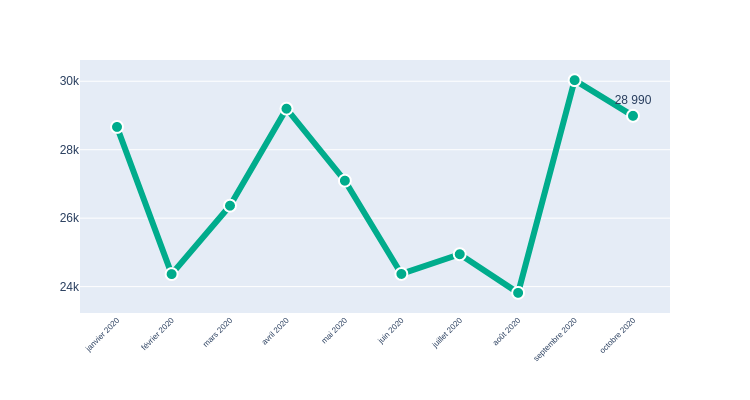 30k
28 990
28k
26k
24k
janvier 2020
février 2020
mars 2020
avril 2020
mai 2020
juin 2020
juillet 2020
août 2020
septembre 2020
octobre 2020